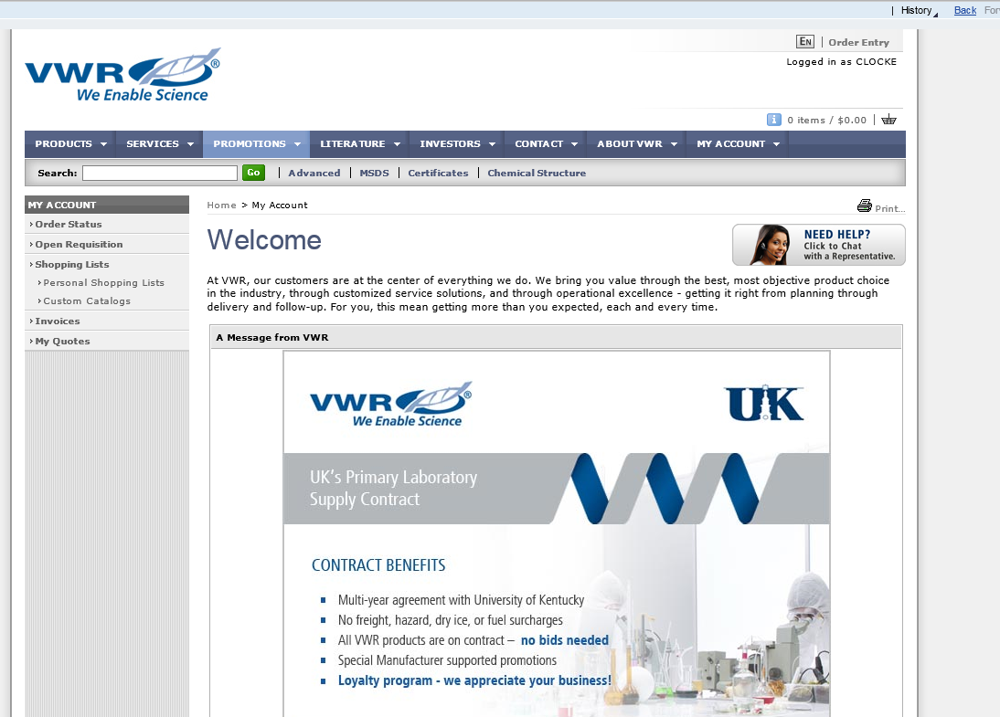 History
Back
EN | Order Entry
Logged in as CLOCKE
VWR®
We Enable Science
0 items / $0.00
PRODUCTS SERVICES PROMOTIONS LITERATURE INVESTORS CONTACT ABOUT VWR MY ACCOUNT
Search: Go | Advanced | MSDS | Certificates | Chemical Structure
MY ACCOUNT
Order Status
Open Requisition
Shopping Lists
Personal Shopping Lists
Custom Catalogs
Invoices
My Quotes
Home > My Account
Print...
Welcome
NEED HELP?
Click to Chat
with a Representative.
At VWR, our customers are at the center of everything we do. We bring you value through the best, most objective product choice
in the industry, through customized service solutions, and through operational excellence - getting it right from planning through
delivery and follow-up. For you, this mean getting more than you expected, each and every time.
A Message from VWR
VWR®
We Enable Science
UK
UK's Primary Laboratory
Supply Contract
CONTRACT BENEFITS
Multi-year agreement with University of Kentucky
No freight, hazard, dry ice, or fuel surcharges
All VWR products are on contract – no bids needed
Special Manufacturer supported promotions
Loyalty program - we appreciate your business!